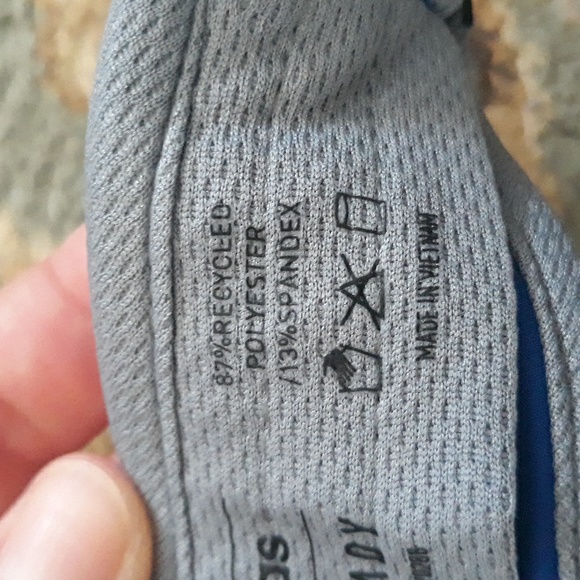 87%RECYCLED
POLYESTER
/13%SPANDEX
MADE IN VIETNAM